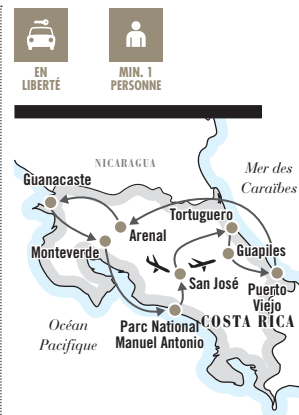 EN
LIBERTÉ
MIN. 1
PERSONNE
NICARAGUA
Mer des
Caraïbes
Guanacaste
Tortuguero
Arenal
Monteverde
Guapiles
San José
Puerto
Viejo
Océan
Pacifique
Parc National
Manuel Antonio
COSTA RICA